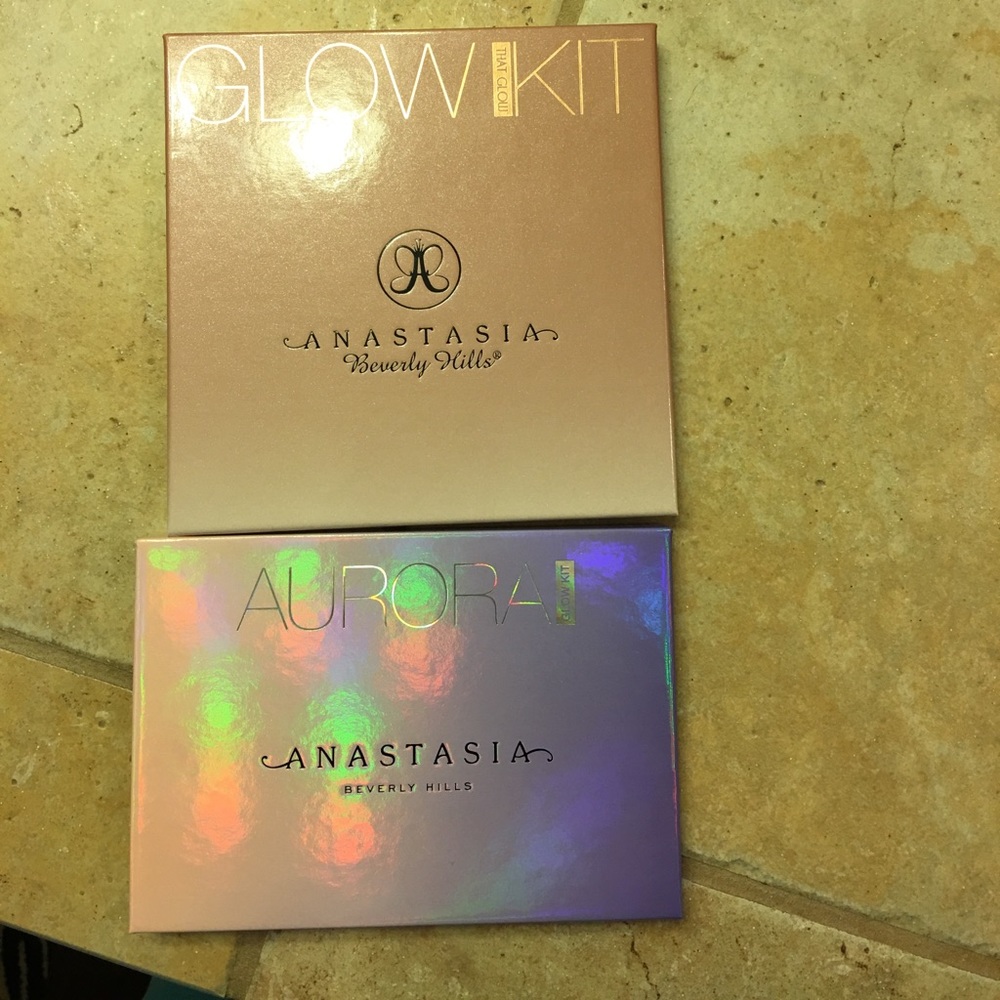 GLOW THAT GLOW KIT
ANASTASIA
Beverly Hills®
AURORA GLOW KIT
ANASTASIA
BEVERLY HILLS